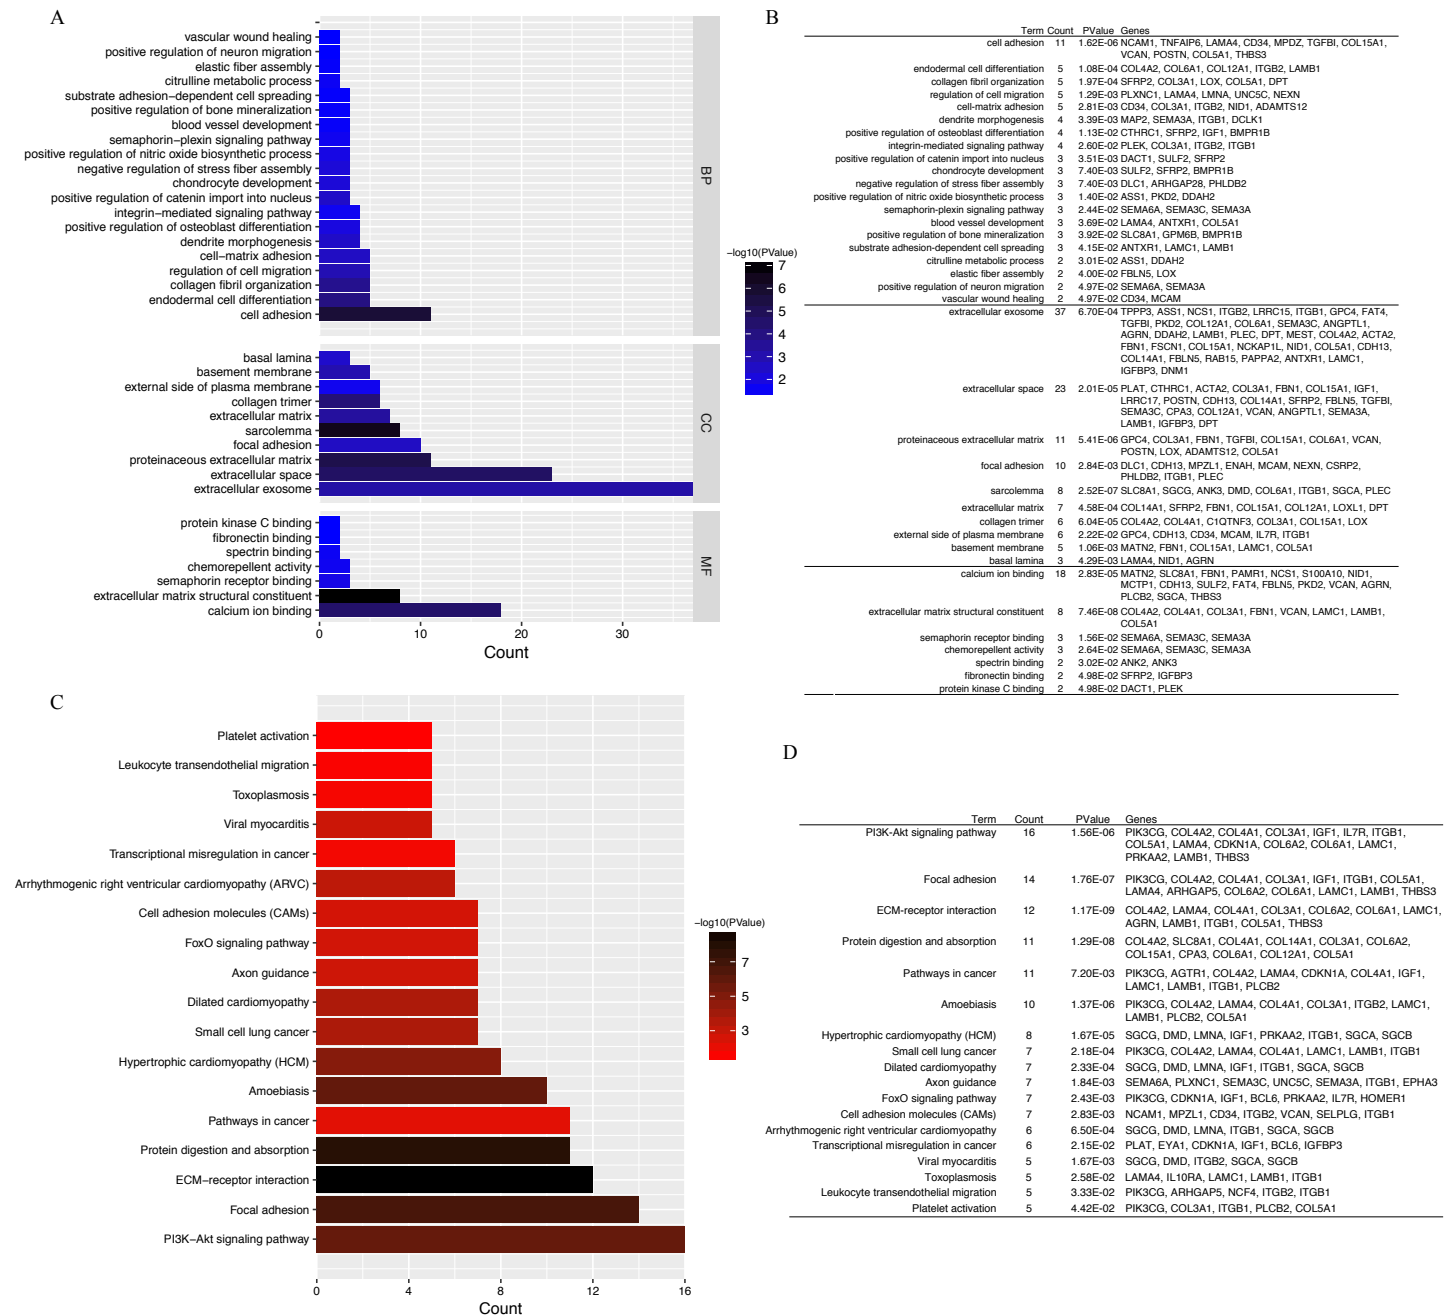 A
vascular wound healing
positive regulation of neuron migration
elastic fiber assembly
citrulline metabolic process
substrate adhesion−dependent cell spreading
positive regulation of bone mineralization
blood vessel development
semaphorin−plexin signaling pathway
positive regulation of nitric oxide biosynthetic process
negative regulation of stress fiber assembly
chondrocyte development
positive regulation of catenin import into nucleus
integrin−mediated signaling pathway
positive regulation of osteoblast differentiation
dendrite morphogenesis
cell−matrix adhesion
regulation of cell migration
collagen fibril organization
endodermal cell differentiation
cell adhesion
BP
basal lamina
basement membrane
external side of plasma membrane
collagen trimer
extracellular matrix
sarcolemma
focal adhesion
proteinaceous extracellular matrix
extracellular space
extracellular exosome
CC
protein kinase C binding
fibronectin binding
spectrin binding
chemorepellent activity
semaphorin receptor binding
extracellular matrix structural constituent
calcium ion binding
MF
0 10 20 30
Count
−log10(PValue)
7
6
5
4
3
2
B
Term Count PValue Genes
cell adhesion 11 1.62E-06 NCAM1, TNFAIP6, LAMA4, CD34, MPDZ, TGFBI, COL15A1,
VCAN, POSTN, COL5A1, THBS3
endodermal cell differentiation 5 1.08E-04 COL4A2, COL6A1, COL12A1, ITGB2, LAMB1
collagen fibril organization 5 1.97E-04 SFRP2, COL3A1, LOX, COL5A1, DPT
regulation of cell migration 5 1.29E-03 PLXNC1, LAMA4, LMNA, UNC5C, NEXN
cell-matrix adhesion 5 2.81E-03 CD34, COL3A1, ITGB2, NID1, ADAMTS12
dendrite morphogenesis 4 3.39E-03 MAP2, SEMA3A, ITGB1, DCLK1
positive regulation of osteoblast differentiation 4 1.13E-02 CTHRC1, SFRP2, IGF1, BMPR1B
integrin-mediated signaling pathway 4 2.60E-02 PLEK, COL3A1, ITGB2, ITGB1
positive regulation of catenin import into nucleus 3 3.51E-03 DACT1, SULF2, SFRP2
chondrocyte development 3 7.40E-03 SULF2, SFRP2, BMPR1B
negative regulation of stress fiber assembly 3 7.40E-03 DLC1, ARHGAP28, PHLDB2
positive regulation of nitric oxide biosynthetic process 3 1.40E-02 ASS1, PKD2, DDAH2
semaphorin-plexin signaling pathway 3 2.44E-02 SEMA6A, SEMA3C, SEMA3A
blood vessel development 3 3.69E-02 LAMA4, ANTXR1, COL5A1
positive regulation of bone mineralization 3 3.92E-02 SLC8A1, GPM6B, BMPR1B
substrate adhesion-dependent cell spreading 3 4.15E-02 ANTXR1, LAMC1, LAMB1
citrulline metabolic process 2 3.01E-02 ASS1, DDAH2
elastic fiber assembly 2 4.00E-02 FBLN5, LOX
positive regulation of neuron migration 2 4.97E-02 SEMA6A, SEMA3A
vascular wound healing 2 4.97E-02 CD34, MCAM
extracellular exosome 37 6.70E-04 TPPP3, ASS1, NCS1, ITGB2, LRRC15, ITGB1, GPC4, FAT4,
TGFBI, PKD2, COL12A1, COL6A1, SEMA3C, ANGPTL1,
AGRN, DDAH2, LAMB1, PLEC, DPT, MEST, COL4A2, ACTA2,
FBN1, FSCN1, COL15A1, NCKAP1L, NID1, COL5A1, CDH13,
COL14A1, FBLN5, RAB15, PAPPA2, ANTXR1, LAMC1,
IGFBP3, DNM1
extracellular space 23 2.01E-05 PLAT, CTHRC1, ACTA2, COL3A1, FBN1, COL15A1, IGF1,
LRRC17, POSTN, CDH13, COL14A1, SFRP2, FBLN5, TGFBI,
SEMA3C, CPA3, COL12A1, VCAN, ANGPTL1, SEMA3A,
LAMB1, IGFBP3, DPT
proteinaceous extracellular matrix 11 5.41E-06 GPC4, COL3A1, FBN1, TGFBI, COL15A1, COL6A1, VCAN,
POSTN, LOX, ADAMTS12, COL5A1
focal adhesion 10 2.84E-03 DLC1, CDH13, MPZL1, ENAH, MCAM, NEXN, CSRP2,
PHLDB2, ITGB1, PLEC
sarcolemma 8 2.52E-07 SLC8A1, SGCG, ANK3, DMD, COL6A1, ITGB1, SGCA, PLEC
extracellular matrix 7 4.58E-04 COL14A1, SFRP2, FBN1, COL15A1, COL12A1, LOXL1, DPT
collagen trimer 6 6.04E-05 COL4A2, COL4A1, C1QTNF3, COL3A1, COL15A1, LOX
external side of plasma membrane 6 2.22E-02 GPC4, CDH13, CD34, MCAM, IL7R, ITGB1
basement membrane 5 1.06E-03 MATN2, FBN1, COL15A1, LAMC1, COL5A1
basal lamina 3 4.29E-03 LAMA4, NID1, AGRN
calcium ion binding 18 2.83E-05 MATN2, SLC8A1, FBN1, PAMR1, NCS1, S100A10, NID1,
MCTP1, CDH13, SULF2, FAT4, FBLN5, PKD2, VCAN, AGRN,
PLCB2, SGCA, THBS3
extracellular matrix structural constituent 8 7.46E-08 COL4A2, COL4A1, COL3A1, FBN1, VCAN, LAMC1, LAMB1,
COL5A1
semaphorin receptor binding 3 1.56E-02 SEMA6A, SEMA3C, SEMA3A
chemorepellent activity 3 2.64E-02 SEMA6A, SEMA3C, SEMA3A
spectrin binding 2 3.02E-02 ANK2, ANK3
fibronectin binding 2 4.98E-02 SFRP2, IGFBP3
protein kinase C binding 2 4.98E-02 DACT1, PLEK
C
Platelet activation
Leukocyte transendothelial migration
Toxoplasmosis
Viral myocarditis
Transcriptional misregulation in cancer
Arrhythmogenic right ventricular cardiomyopathy (ARVC)
Cell adhesion molecules (CAMs)
FoxO signaling pathway
Axon guidance
Dilated cardiomyopathy
Small cell lung cancer
Hypertrophic cardiomyopathy (HCM)
Amoebiasis
Pathways in cancer
Protein digestion and absorption
ECM−receptor interaction
Focal adhesion
PI3K−Akt signaling pathway
0 4 8 12 16
Count
−log10(PValue)
7
5
3
D
Term Count PValue Genes
PI3K-Akt signaling pathway 16 1.56E-06 PIK3CG, COL4A2, COL4A1, COL3A1, IGF1, IL7R, ITGB1,
COL5A1, LAMA4, CDKN1A, COL6A2, COL6A1, LAMC1,
PRKAA2, LAMB1, THBS3
Focal adhesion 14 1.76E-07 PIK3CG, COL4A2, COL4A1, COL3A1, IGF1, ITGB1, COL5A1,
LAMA4, ARHGAP5, COL6A2, COL6A1, LAMC1, LAMB1, THBS3
ECM-receptor interaction 12 1.17E-09 COL4A2, LAMA4, COL4A1, COL3A1, COL6A2, COL6A1, LAMC1,
AGRN, LAMB1, ITGB1, COL5A1, THBS3
Protein digestion and absorption 11 1.29E-08 COL4A2, SLC8A1, COL4A1, COL14A1, COL3A1, COL6A2,
COL15A1, CPA3, COL6A1, COL12A1, COL5A1
Pathways in cancer 11 7.20E-03 PIK3CG, AGTR1, COL4A2, LAMA4, CDKN1A, COL4A1, IGF1,
LAMC1, LAMB1, ITGB1, PLCB2
Amoebiasis 10 1.37E-06 PIK3CG, COL4A2, LAMA4, COL4A1, COL3A1, ITGB2, LAMC1,
LAMB1, PLCB2, COL5A1
Hypertrophic cardiomyopathy (HCM) 8 1.67E-05 SGCG, DMD, LMNA, IGF1, PRKAA2, ITGB1, SGCA, SGCB
Small cell lung cancer 7 2.18E-04 PIK3CG, COL4A2, LAMA4, COL4A1, LAMC1, LAMB1, ITGB1
Dilated cardiomyopathy 7 2.33E-04 SGCG, DMD, LMNA, IGF1, ITGB1, SGCA, SGCB
Axon guidance 7 1.84E-03 SEMA6A, PLXNC1, SEMA3C, UNC5C, SEMA3A, ITGB1, EPHA3
FoxO signaling pathway 7 2.43E-03 PIK3CG, CDKN1A, IGF1, BCL6, PRKAA2, IL7R, HOMER1
Cell adhesion molecules (CAMs) 7 2.83E-03 NCAM1, MPZL1, CD34, ITGB2, VCAN, SELPLG, ITGB1
Arrhythmogenic right ventricular cardiomyopathy 6 6.50E-04 SGCG, DMD, LMNA, ITGB1, SGCA, SGCB
Transcriptional misregulation in cancer 6 2.15E-02 PLAT, EYA1, CDKN1A, IGF1, BCL6, IGFBP3
Viral myocarditis 5 1.67E-03 SGCG, DMD, ITGB2, SGCA, SGCB
Toxoplasmosis 5 2.58E-02 LAMA4, IL10RA, LAMC1, LAMB1, ITGB1
Leukocyte transendothelial migration 5 3.33E-02 PIK3CG, ARHGAP5, NCF4, ITGB2, ITGB1
Platelet activation 5 4.42E-02 PIK3CG, COL3A1, ITGB1, PLCB2, COL5A1